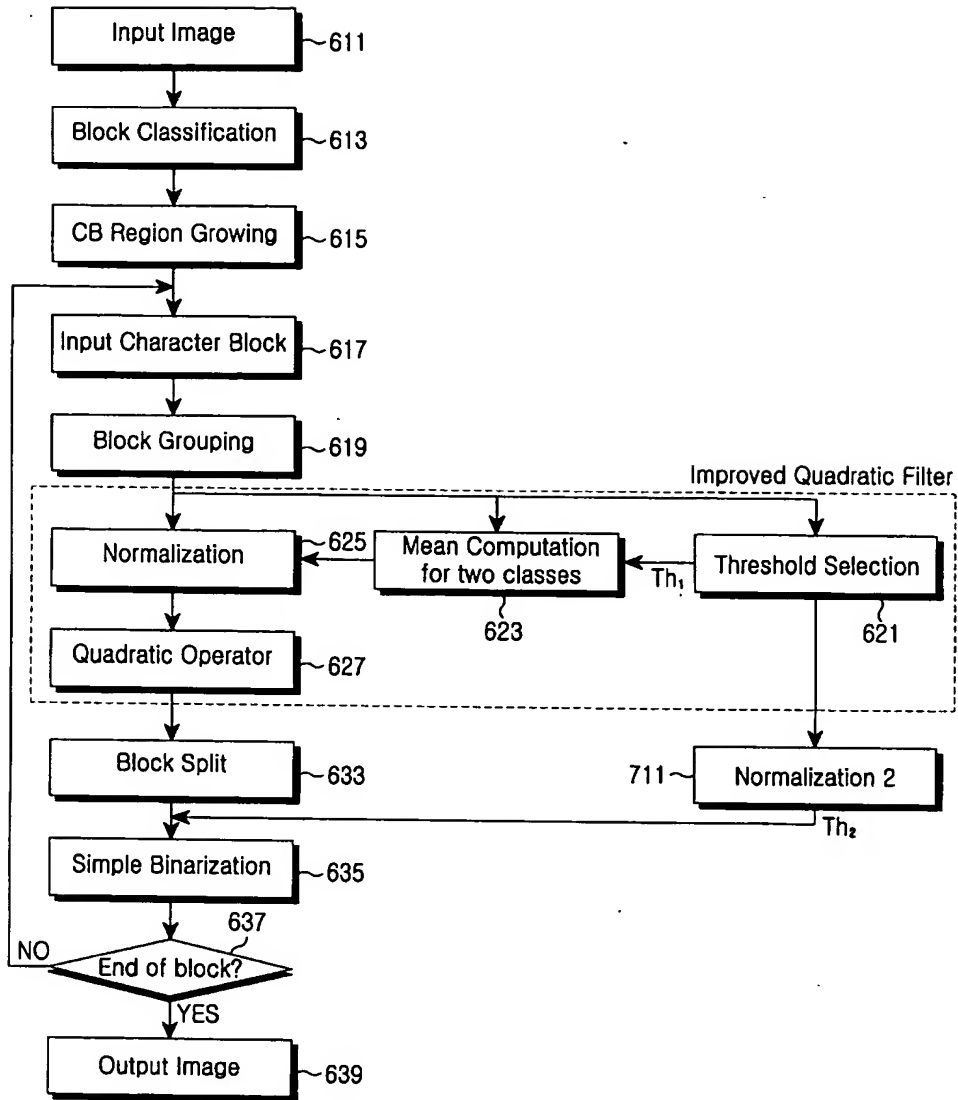 Input Image
611
Block Classification
613
CB Region Growing
615
Input Character Block
617
Block Grouping
619
Improved Quadratic Filter
Normalization
625
Mean Computation
for two classes
623
Th₁
Threshold Selection
621
Quadratic Operator
627
Block Split
633
711
Normalization 2
Th₂
Simple Binarization
635
637
NO
End of block?
YES
Output Image
639